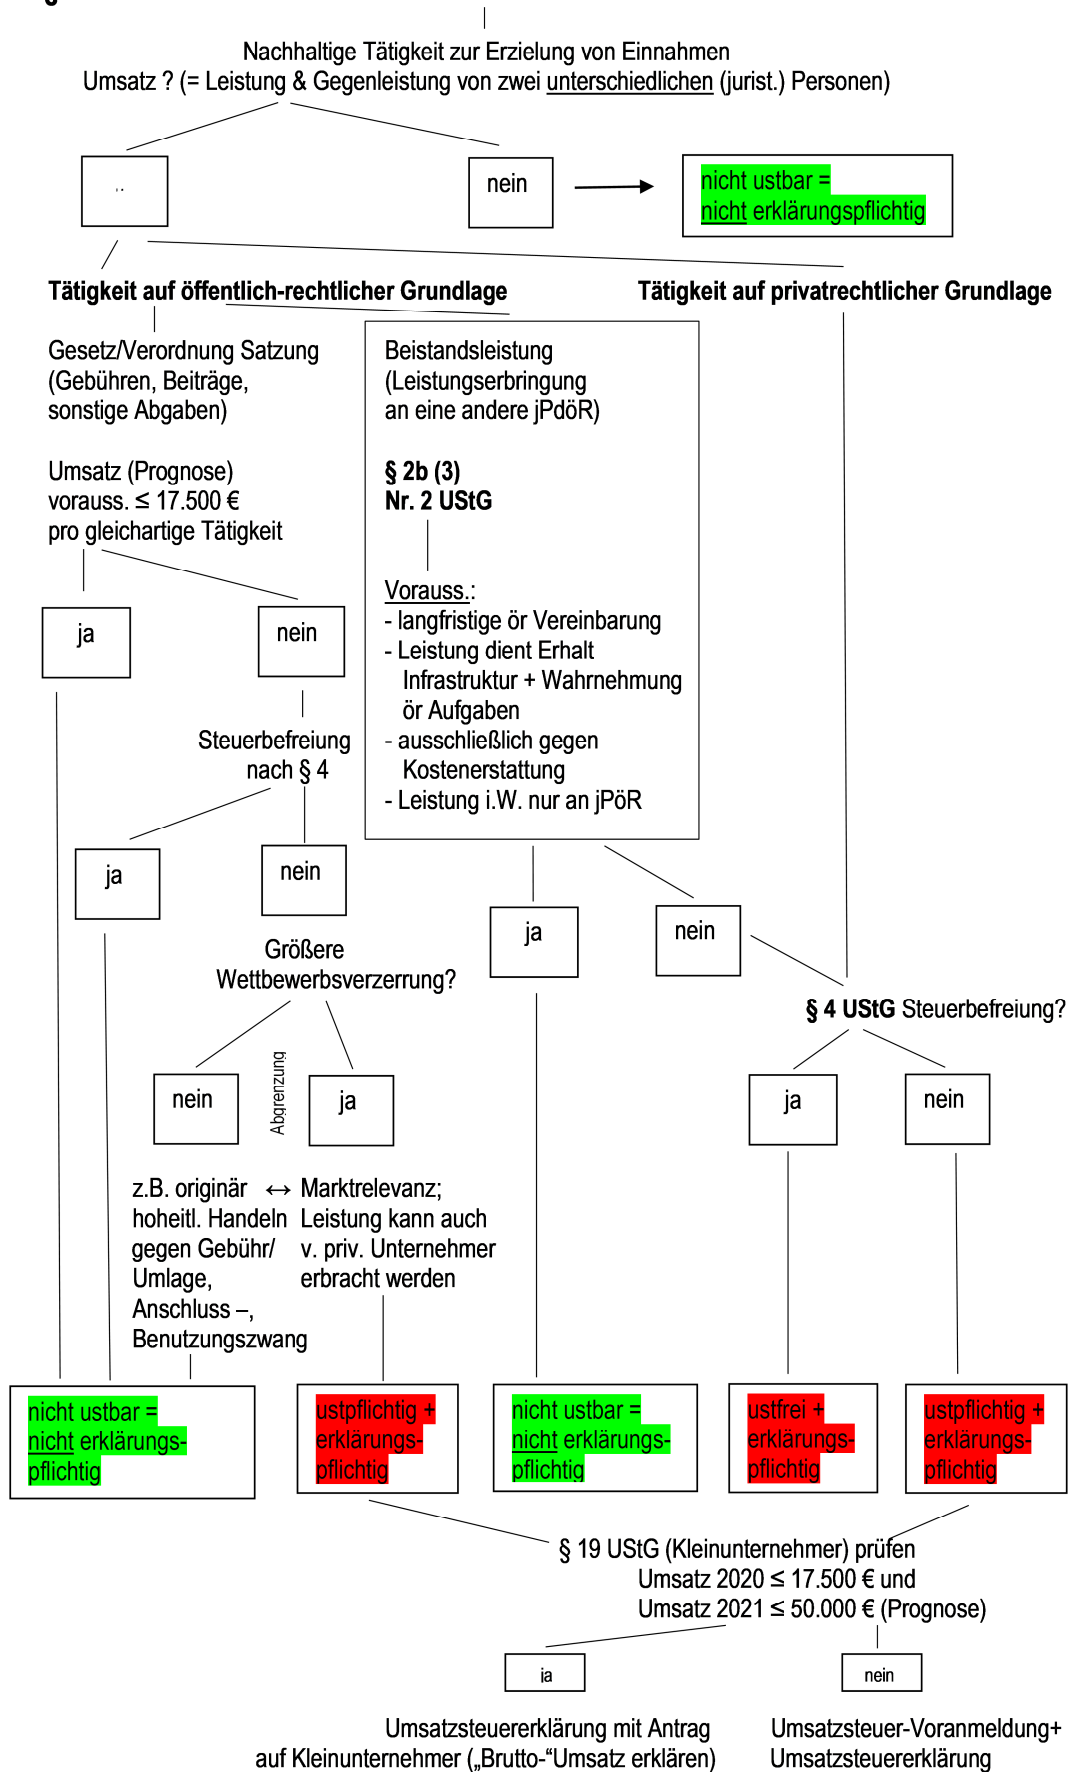 Nachhaltige Tätigkeit zur Erzielung von Einnahmen
Umsatz ? (= Leistung & Gegenleistung von zwei unterschiedlichen (jurist.) Personen)
nein
nicht ustbar =
nicht erklärungspflichtig
Tätigkeit auf öffentlich-rechtlicher Grundlage
Tätigkeit auf privatrechtlicher Grundlage
Gesetz/Verordnung Satzung
(Gebühren, Beiträge,
sonstige Abgaben)
Umsatz (Prognose)
vorauss. ≤ 17.500 €
pro gleichartige Tätigkeit
Beistandsleistung
(Leistungserbringung
an eine andere jPdöR)
§ 2b (3)
Nr. 2 UStG
Vorauss.:
- langfristige ör Vereinbarung
- Leistung dient Erhalt
Infrastruktur + Wahrnehmung
ör Aufgaben
- ausschließlich gegen
Kostenerstattung
- Leistung i.W. nur an jPöR
ja
nein
Steuerbefreiung
nach § 4
ja
nein
ja
nein
Größere
Wettbewerbsverzerrung?
§ 4 UStG Steuerbefreiung?
nein
Abgrenzung
ja
ja
nein
z.B. originär ↔ Marktrelevanz;
hoheitl. Handeln Leistung kann auch
gegen Gebühr/ v. priv. Unternehmer
Umlage, erbracht werden
Anschluss –,
Benutzungszwang
nicht ustbar =
nicht erklärungs-
pflichtig
ustpflichtig +
erklärungs-
pflichtig
nicht ustbar =
nicht erklärungs-
pflichtig
ustfrei +
erklärungs-
pflichtig
ustpflichtig +
erklärungs-
pflichtig
§ 19 UStG (Kleinunternehmer) prüfen
Umsatz 2020 ≤ 17.500 € und
Umsatz 2021 ≤ 50.000 € (Prognose)
ja
nein
Umsatzsteuererklärung mit Antrag
auf Kleinunternehmer („Brutto-“Umsatz erklären)
Umsatzsteuer-Voranmeldung+
Umsatzsteuererklärung